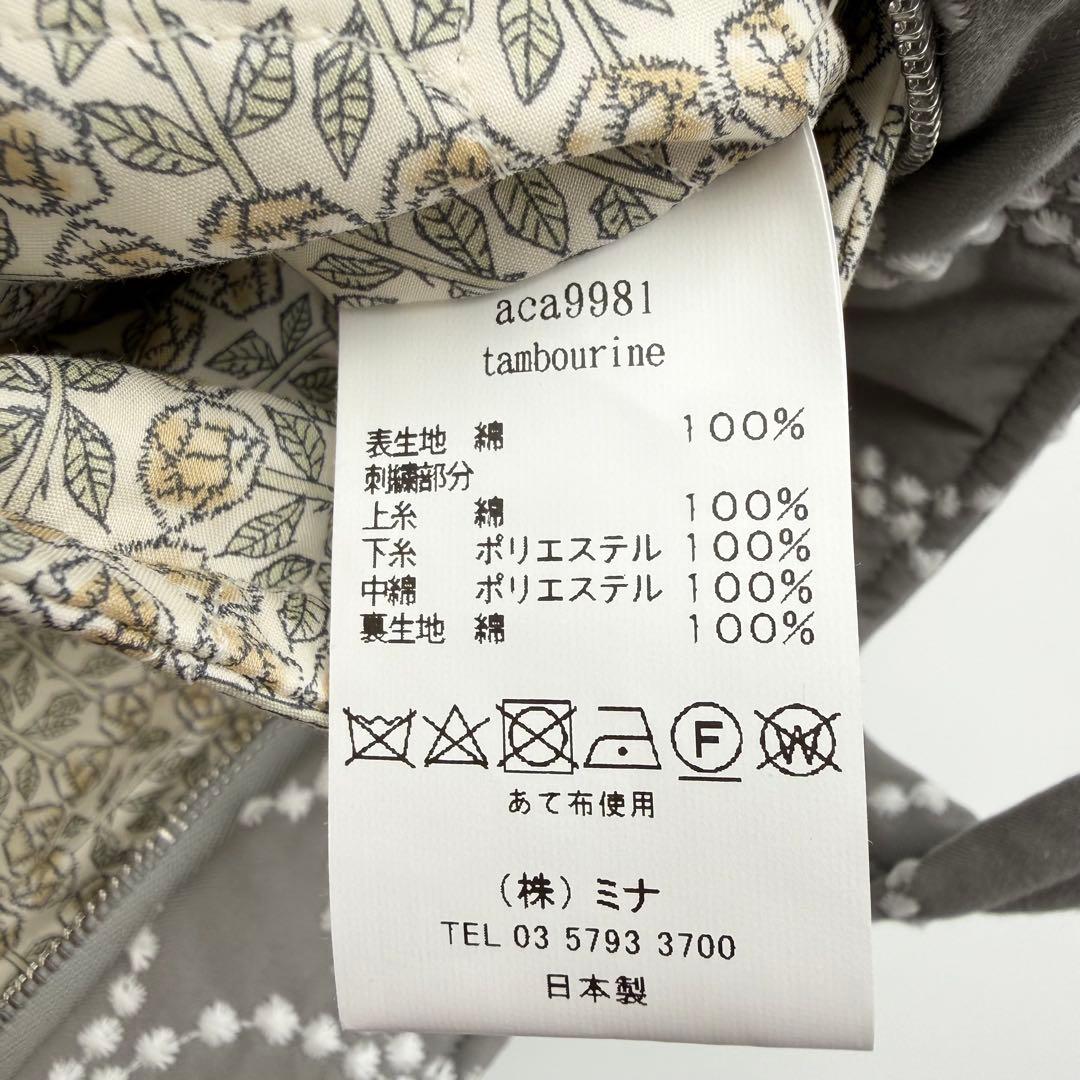 aca9981
tambourine
表生地 綿 100%
刺繍部分
上糸 綿 100%
下糸 ポリエステル 100%
中綿 ポリエステル 100%
裏生地 綿 100%
F W
あて布使用
(株)ミナ
TEL 03 5793 3700
日本製